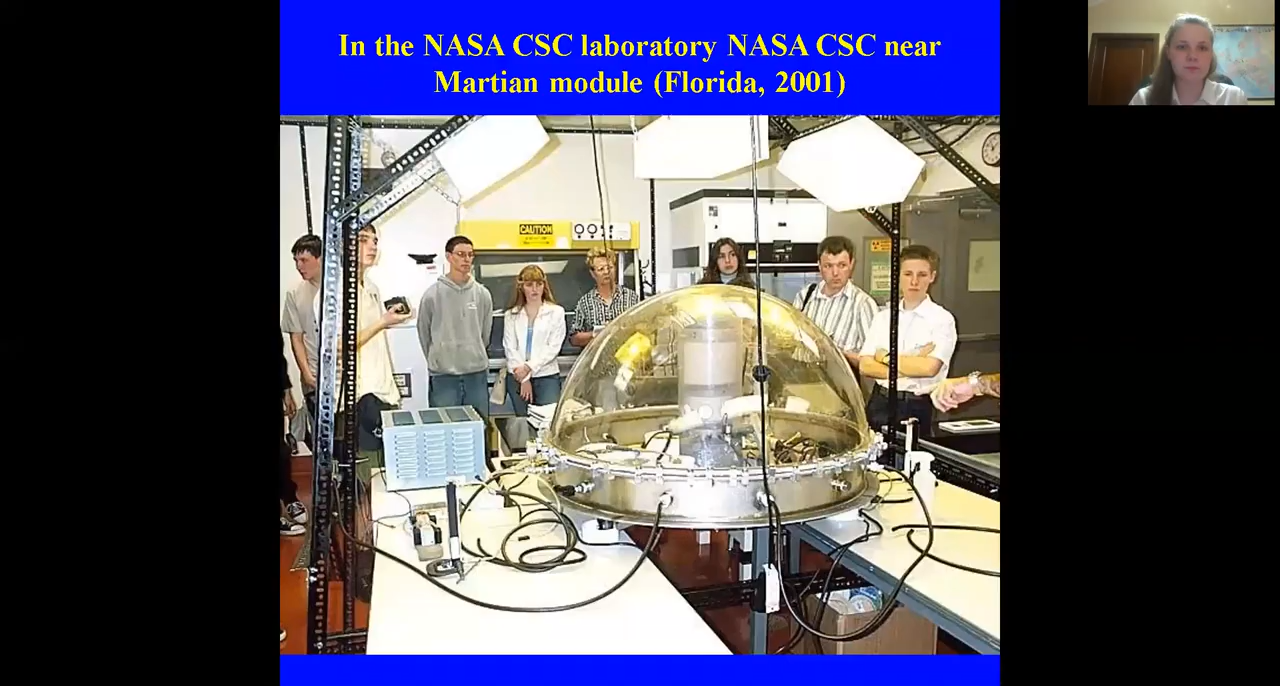 In the NASA CSC laboratory NASA CSC near
Martian module (Florida, 2001)
CAUTION